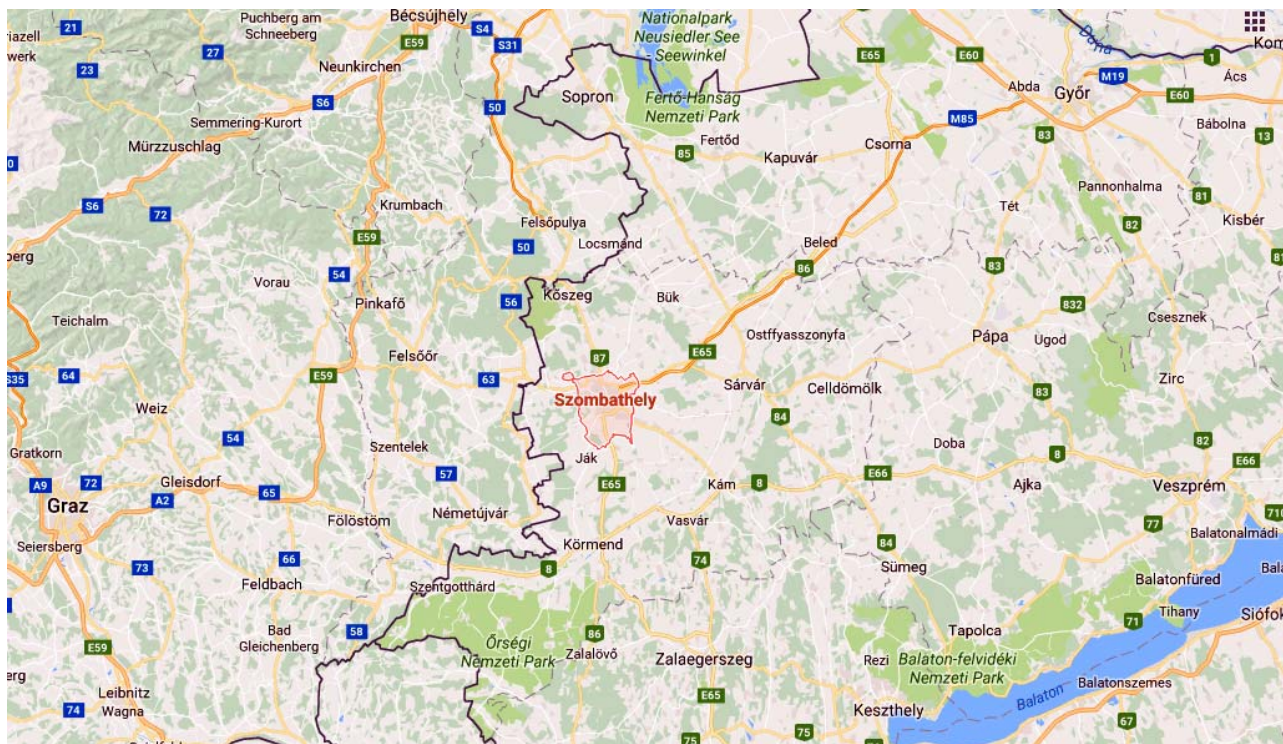 21
Puchberg am
Schneeberg
Bécsújhely
S4
S31
E59
Nationalpark
Neusiedler See
- Seewinkel
Duna
E65
E60
Kom
1
riazell
werk
27
23
Neunkirchen
S6
50
Sopron
Fertő-Hanság
Nemzeti Park
Abda
Győr
M19
Ács
E60
Semmering-Kurort
Mürzzuschlag
M85
83
Bábolna
Fertőd
Csorna
13
85
Kapuvár
S6
72
Krumbach
Pannonhalma
81
Felsőpulya
Tét
82
Kisbér
E59
50
Locsmánd
Beled
berg
54
Vorau
56
Kőszeg
Bük
86
83
Pinkafő
832
Teichalm
Csesznek
Ostffyasszonyfa
Pápa
Ugod
Felsőőr
87
E65
S35
64
E59
63
Sárvár
Celldömölk
Zirc
Szombathely
83
Weiz
84
54
Szentelek
Doba
82
Gratkorn
Ják
8
E66
57
E66
A9
72
Gleisdorf
65
A2
E65
Kám
8
Ajka
Veszprém
Graz
Fölöstöm
Németújvár
Vasvár
77
710
Balatonalmádi
Seiersberg
Körmend
84
73
66
8
74
Sümeg
Feldbach
Szentgotthárd
Balatonfüred
Tihany
Siófok
71
58
Bad
Gleichenberg
Őrségi
Nemzeti Park
86
Zalalövő
Tapolca
E59
Zalaegerszeg
Rezi
Balaton-felvidéki
Nemzeti Park
Balatonszemes
Leibnitz
Wagna
E65
Balaton
74
Keszthely
67
75
75